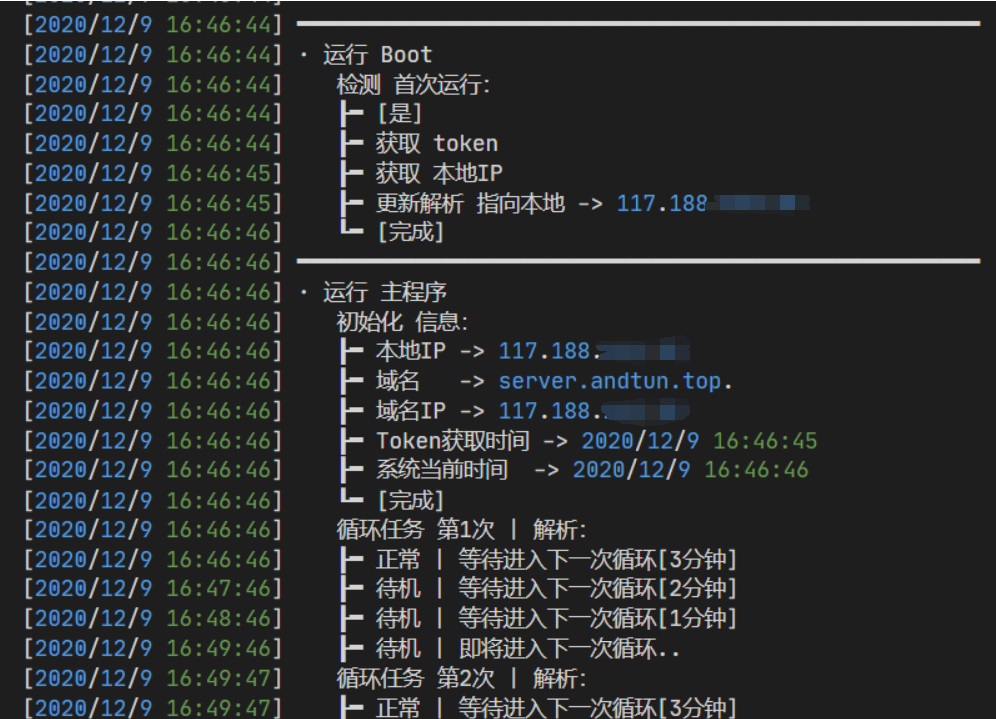 [2020/12/9 16:46:44]
[2020/12/9 16:46:44] · 运行 Boot
[2020/12/9 16:46:44] 检测 首次运行:
[2020/12/9 16:46:44] ┣━ [是]
[2020/12/9 16:46:44] ┣━ 获取 token
[2020/12/9 16:46:45] ┣━ 获取 本地IP
[2020/12/9 16:46:45] ┣━ 更新解析 指向本地 -> 117.188
[2020/12/9 16:46:46] ┗━ [完成]
[2020/12/9 16:46:46]
[2020/12/9 16:46:46] · 运行 主程序
[2020/12/9 16:46:46] 初始化 信息:
[2020/12/9 16:46:46] ┣━ 本地IP -> 117.188.
[2020/12/9 16:46:46] ┣━ 域名 -> server.andtun.top.
[2020/12/9 16:46:46] ┣━ 域名IP -> 117.188.
[2020/12/9 16:46:46] ┣━ Token获取时间 -> 2020/12/9 16:46:45
[2020/12/9 16:46:46] ┣━ 系统当前时间 -> 2020/12/9 16:46:46
[2020/12/9 16:46:46] ┗━ [完成]
[2020/12/9 16:46:46] 循环任务 第1次 | 解析:
[2020/12/9 16:46:46] ┣━ 正常 | 等待进入下一次循环[3分钟]
[2020/12/9 16:47:46] ┣━ 待机 | 等待进入下一次循环[2分钟]
[2020/12/9 16:48:46] ┣━ 待机 | 等待进入下一次循环[1分钟]
[2020/12/9 16:49:46] ┣━ 待机 | 即将进入下一次循环..
[2020/12/9 16:49:47] 循环任务 第2次 | 解析:
[2020/12/9 16:49:47] ┣━ 正常 | 等待进入下一次循环[3分钟]